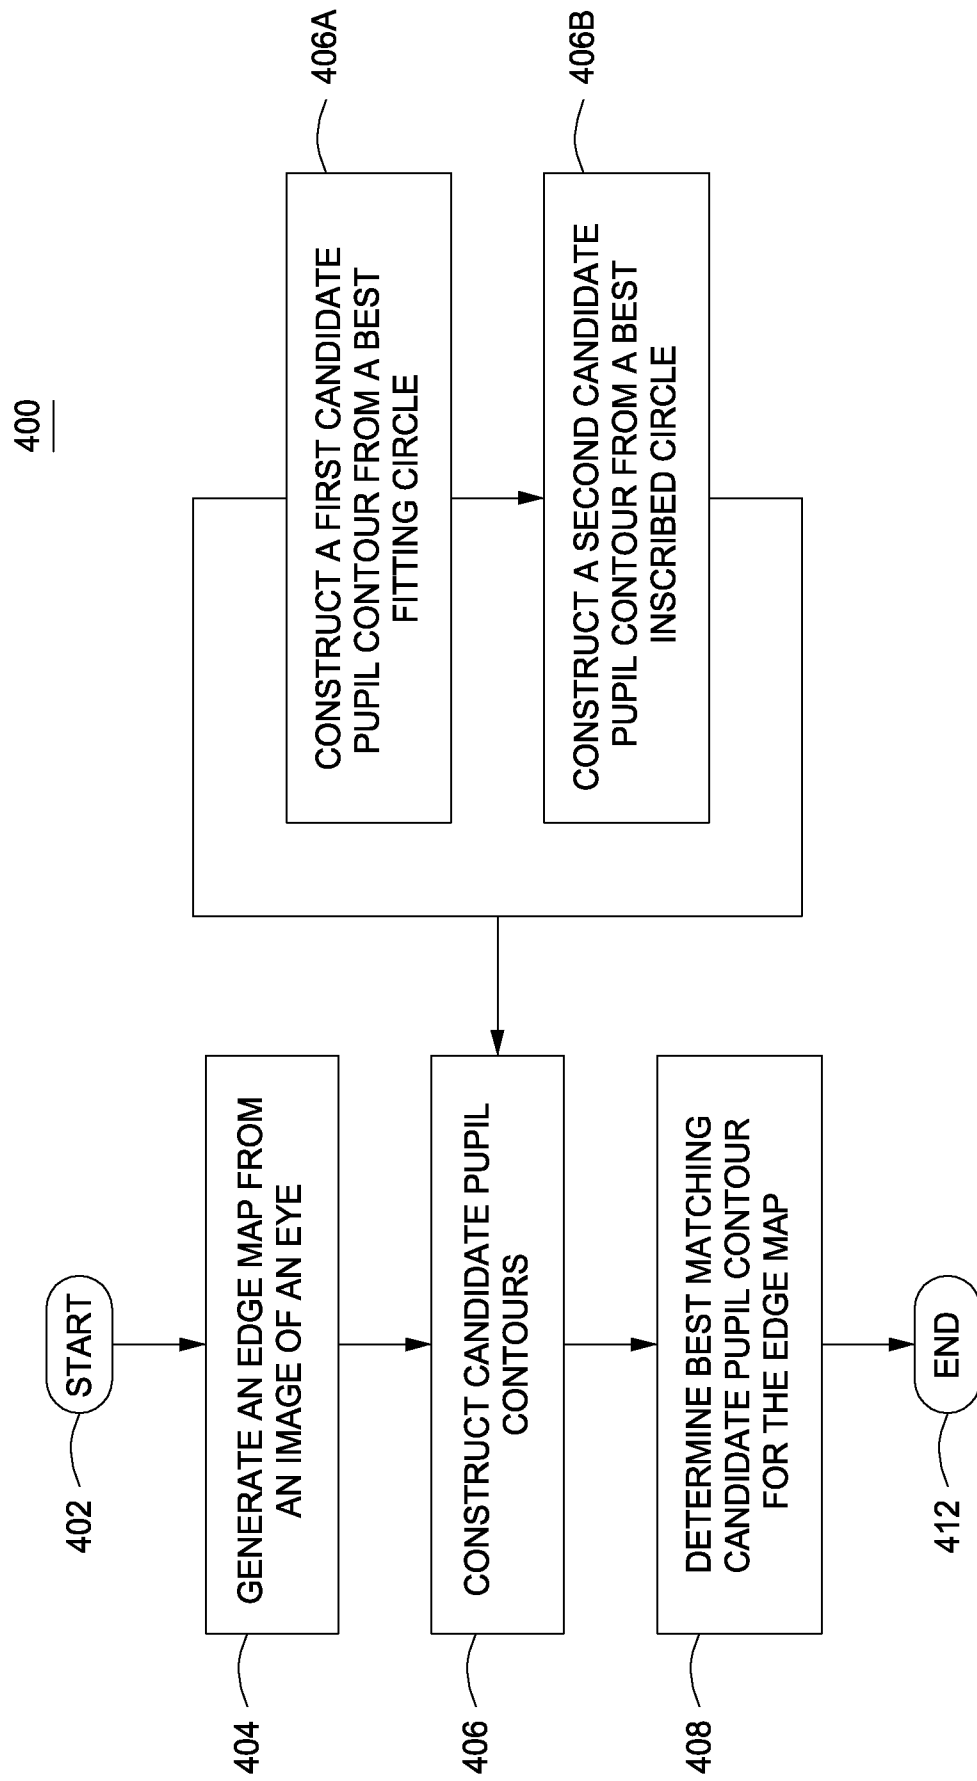 400
402
START
404
GENERATE AN EDGE MAP FROM
AN IMAGE OF AN EYE
406
CONSTRUCT CANDIDATE PUPIL
CONTOURS
408
DETERMINE BEST MATCHING
CANDIDATE PUPIL CONTOUR
FOR THE EDGE MAP
412
END
406A
CONSTRUCT A FIRST CANDIDATE
PUPIL CONTOUR FROM A BEST
FITTING CIRCLE
406B
CONSTRUCT A SECOND CANDIDATE
PUPIL CONTOUR FROM A BEST
INSCRIBED CIRCLE